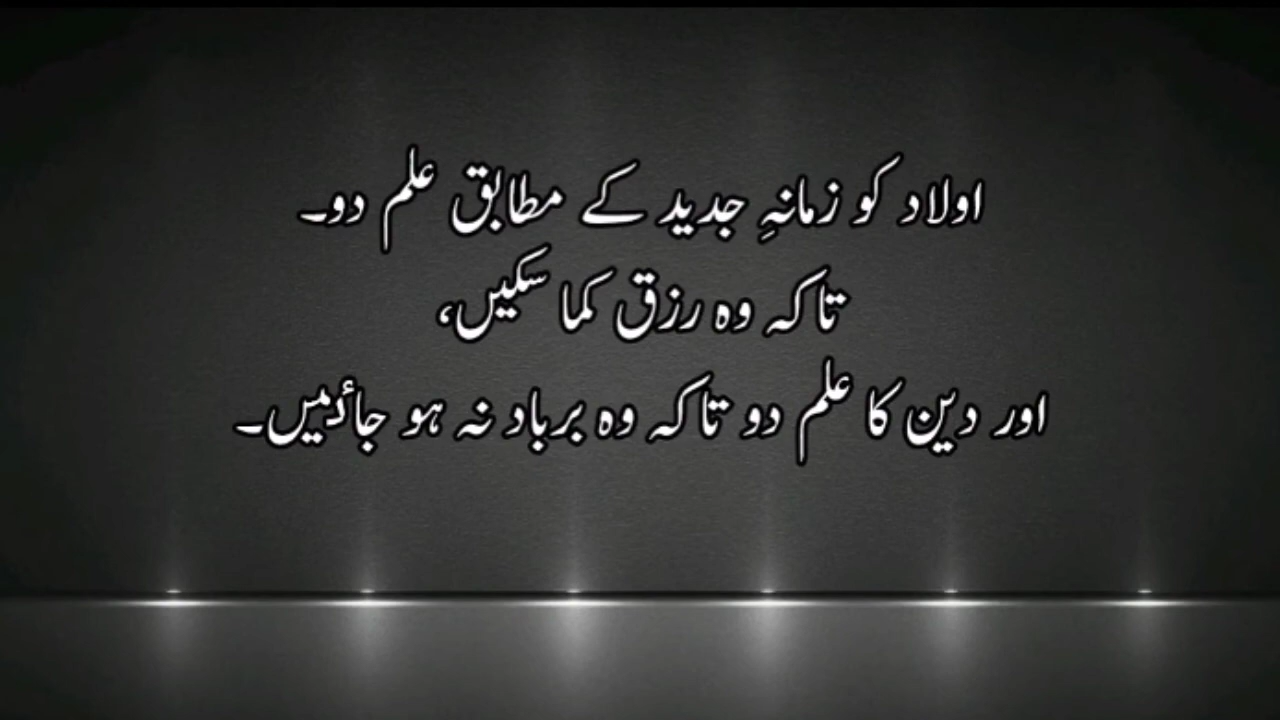 اولاد کو زمانہِ جدید کے مطابق علم دو۔
تاکہ وہ رزق کما سکیں،
اور دین کا علم دو تاکہ وہ برباد نہ ہو جائمیں۔